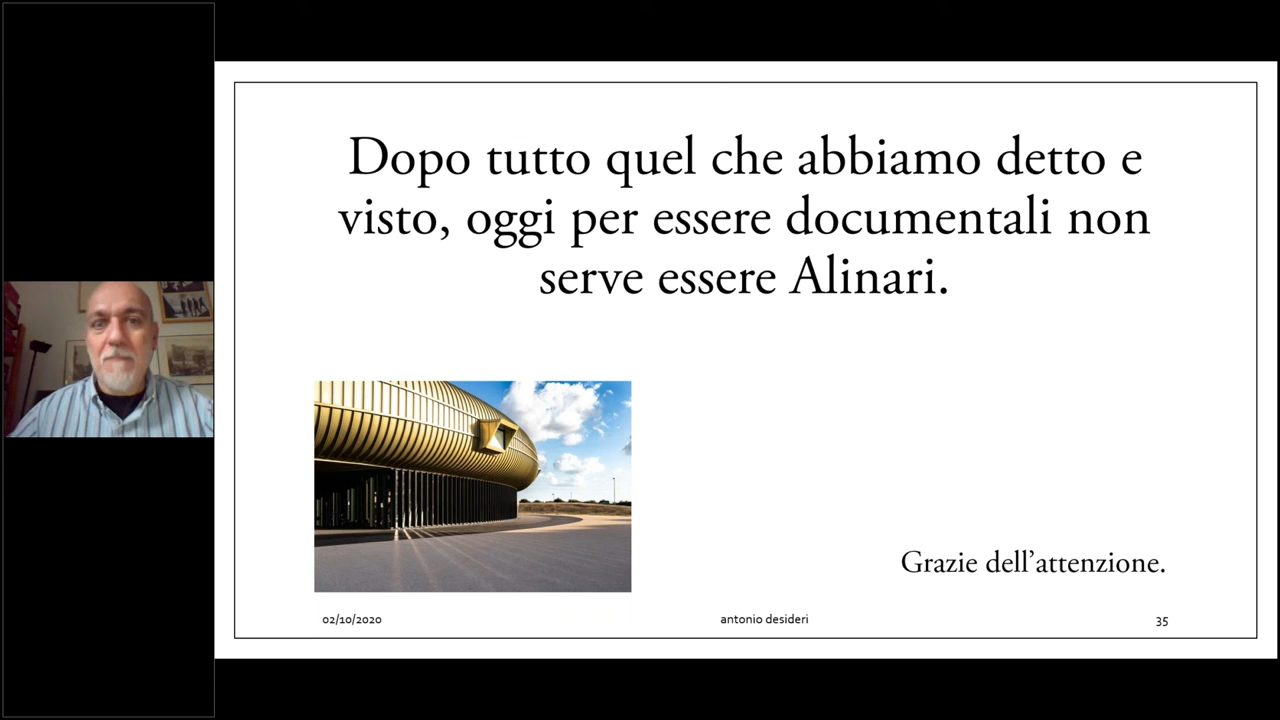 Dopo tutto quel che abbiamo detto e
visto, oggi per essere documentali non
serve essere Alinari.
Grazie dell’attenzione.
02/10/2020
antonio desideri
35